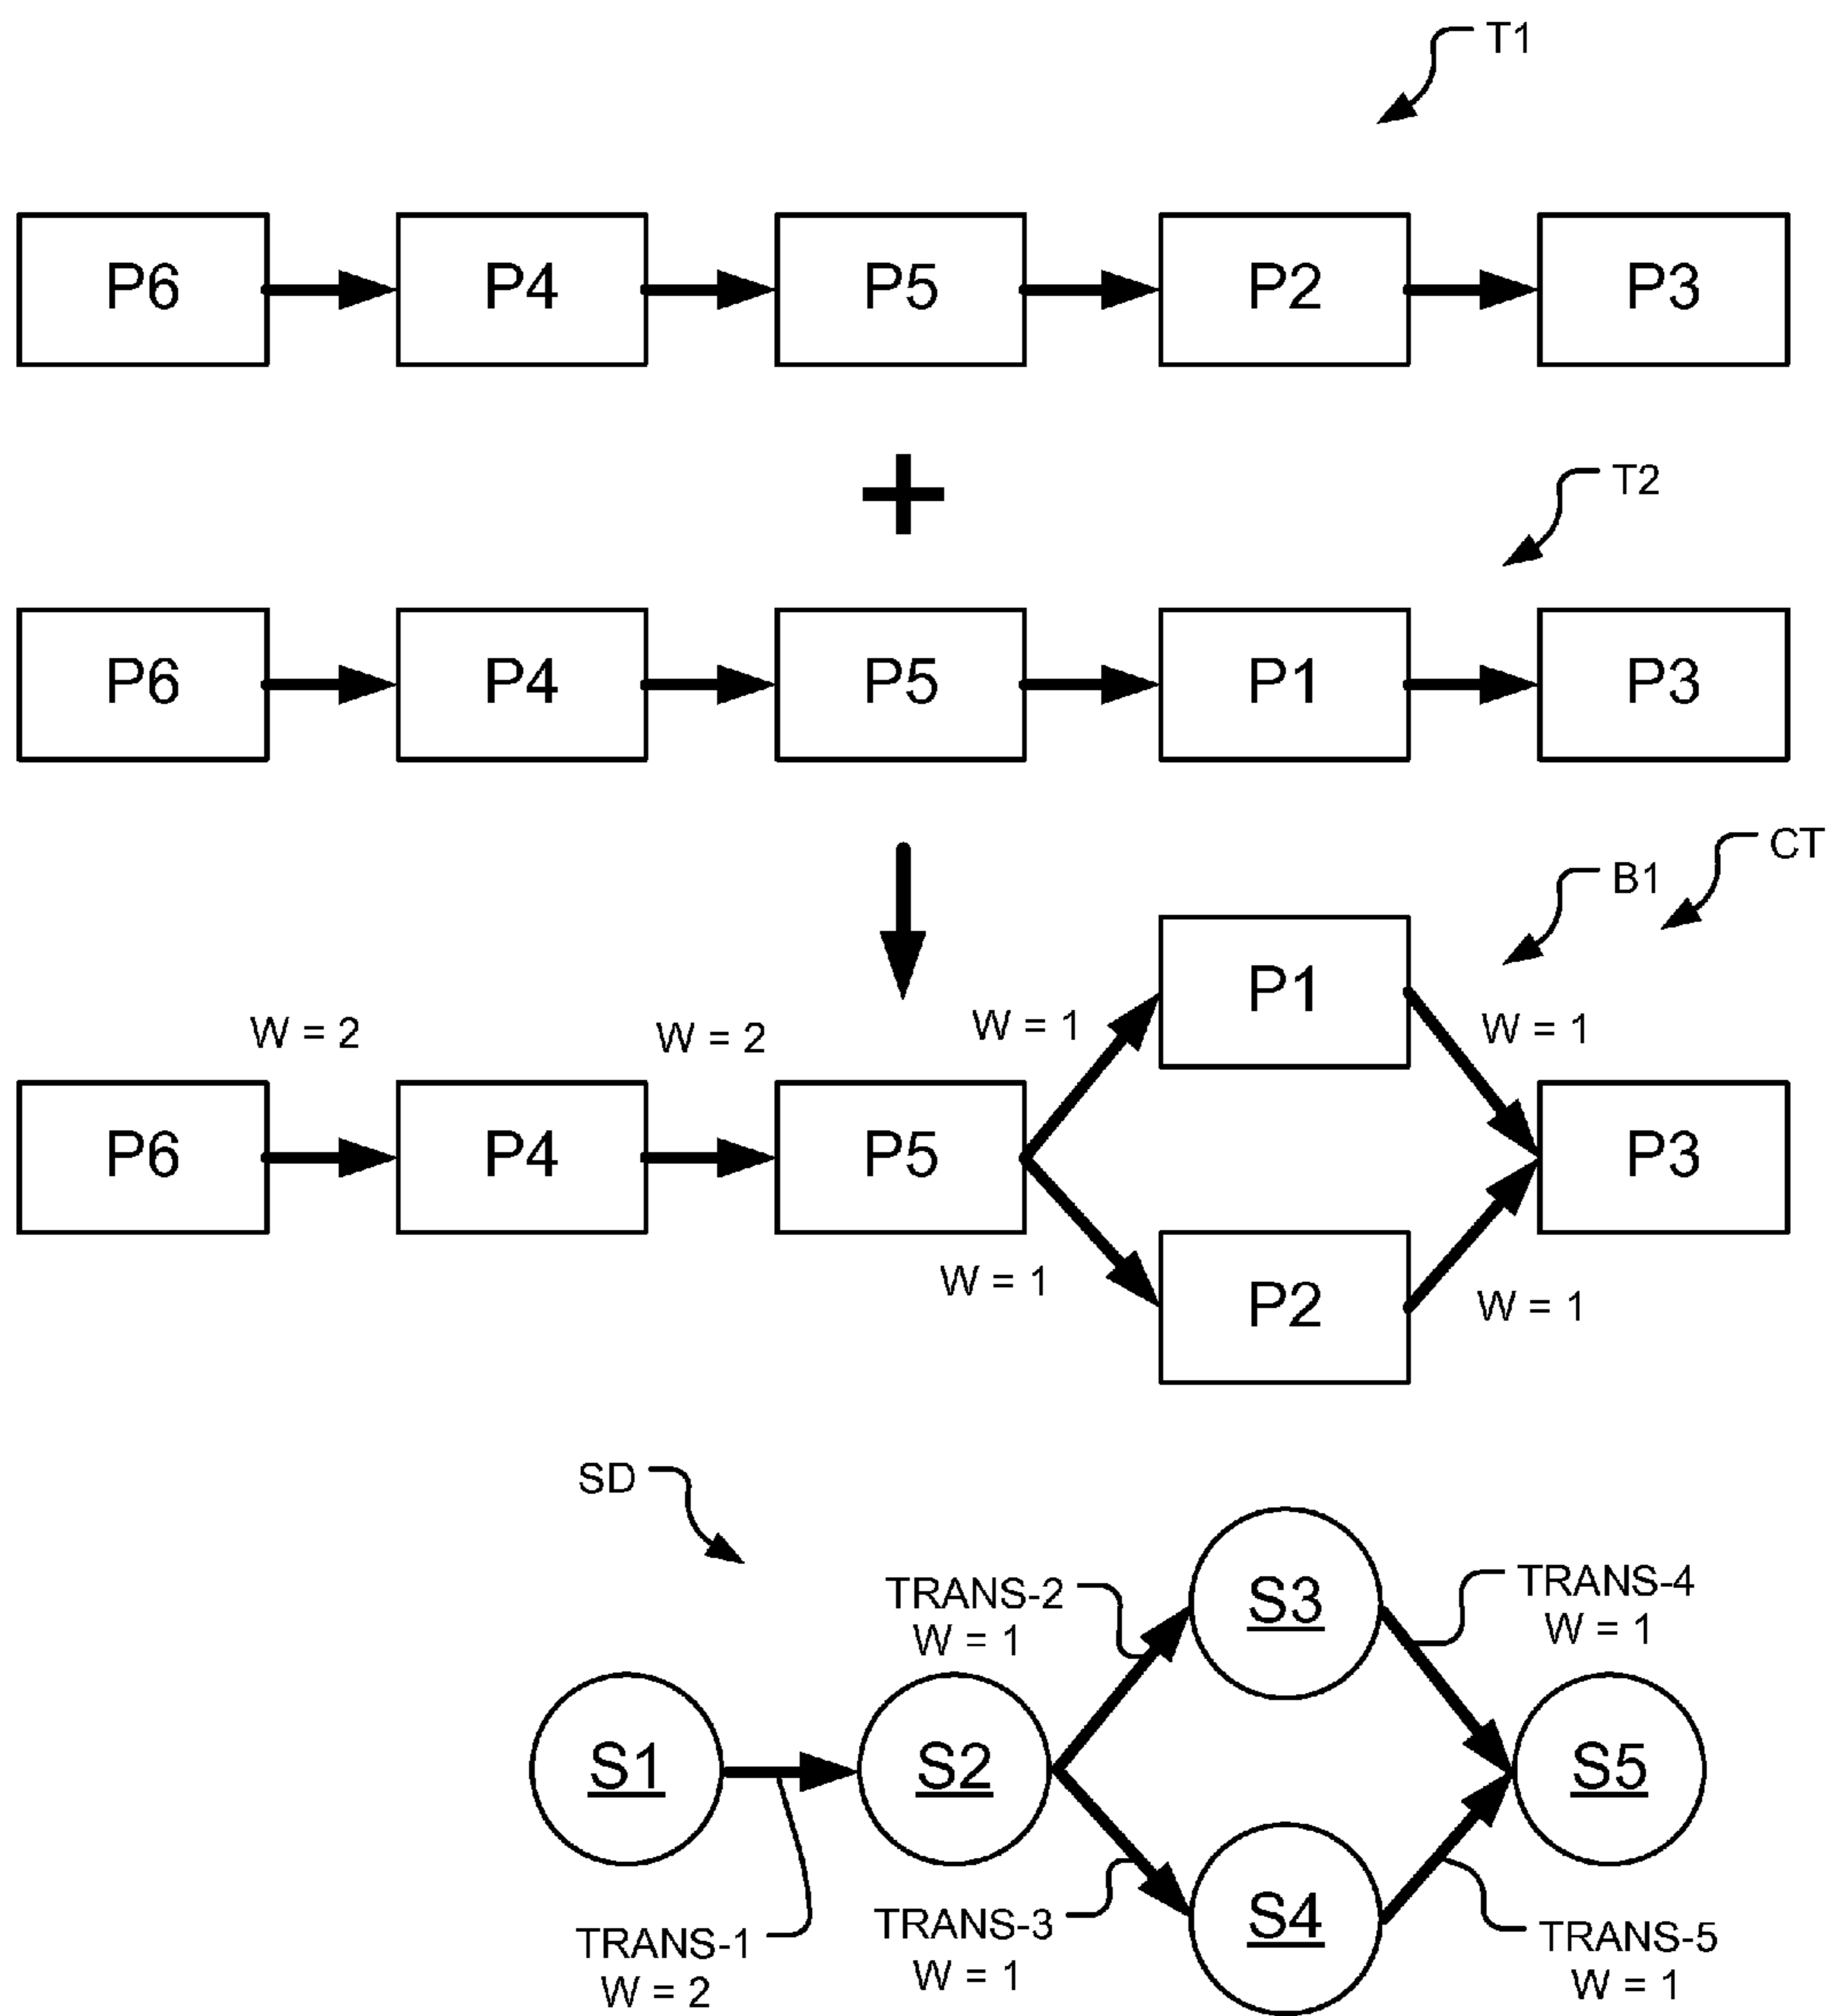 T1
P6
P4
P5
P2
P3
+
T2
P6
P4
P5
P1
P3
CT
B1
P1
W = 2
W = 2
W = 1
W = 1
P6
P4
P5
P3
W = 1
P2
W = 1
SD
TRANS-2
W = 1
S3
TRANS-4
W = 1
S1
S2
S5
TRANS-1
W = 2
TRANS-3
W = 1
S4
TRANS-5
W = 1